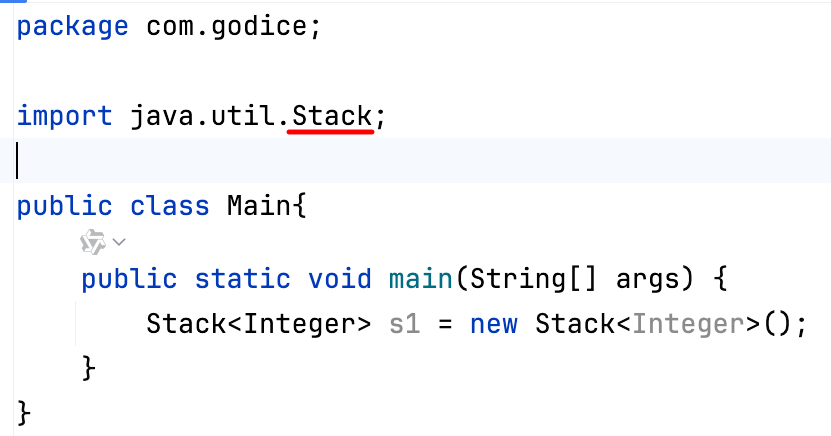 package com.godice;
import java.util.Stack;
public class Main{
public static void main(String[] args) {
Stack<Integer> s1 = new Stack<Integer>();
}
}